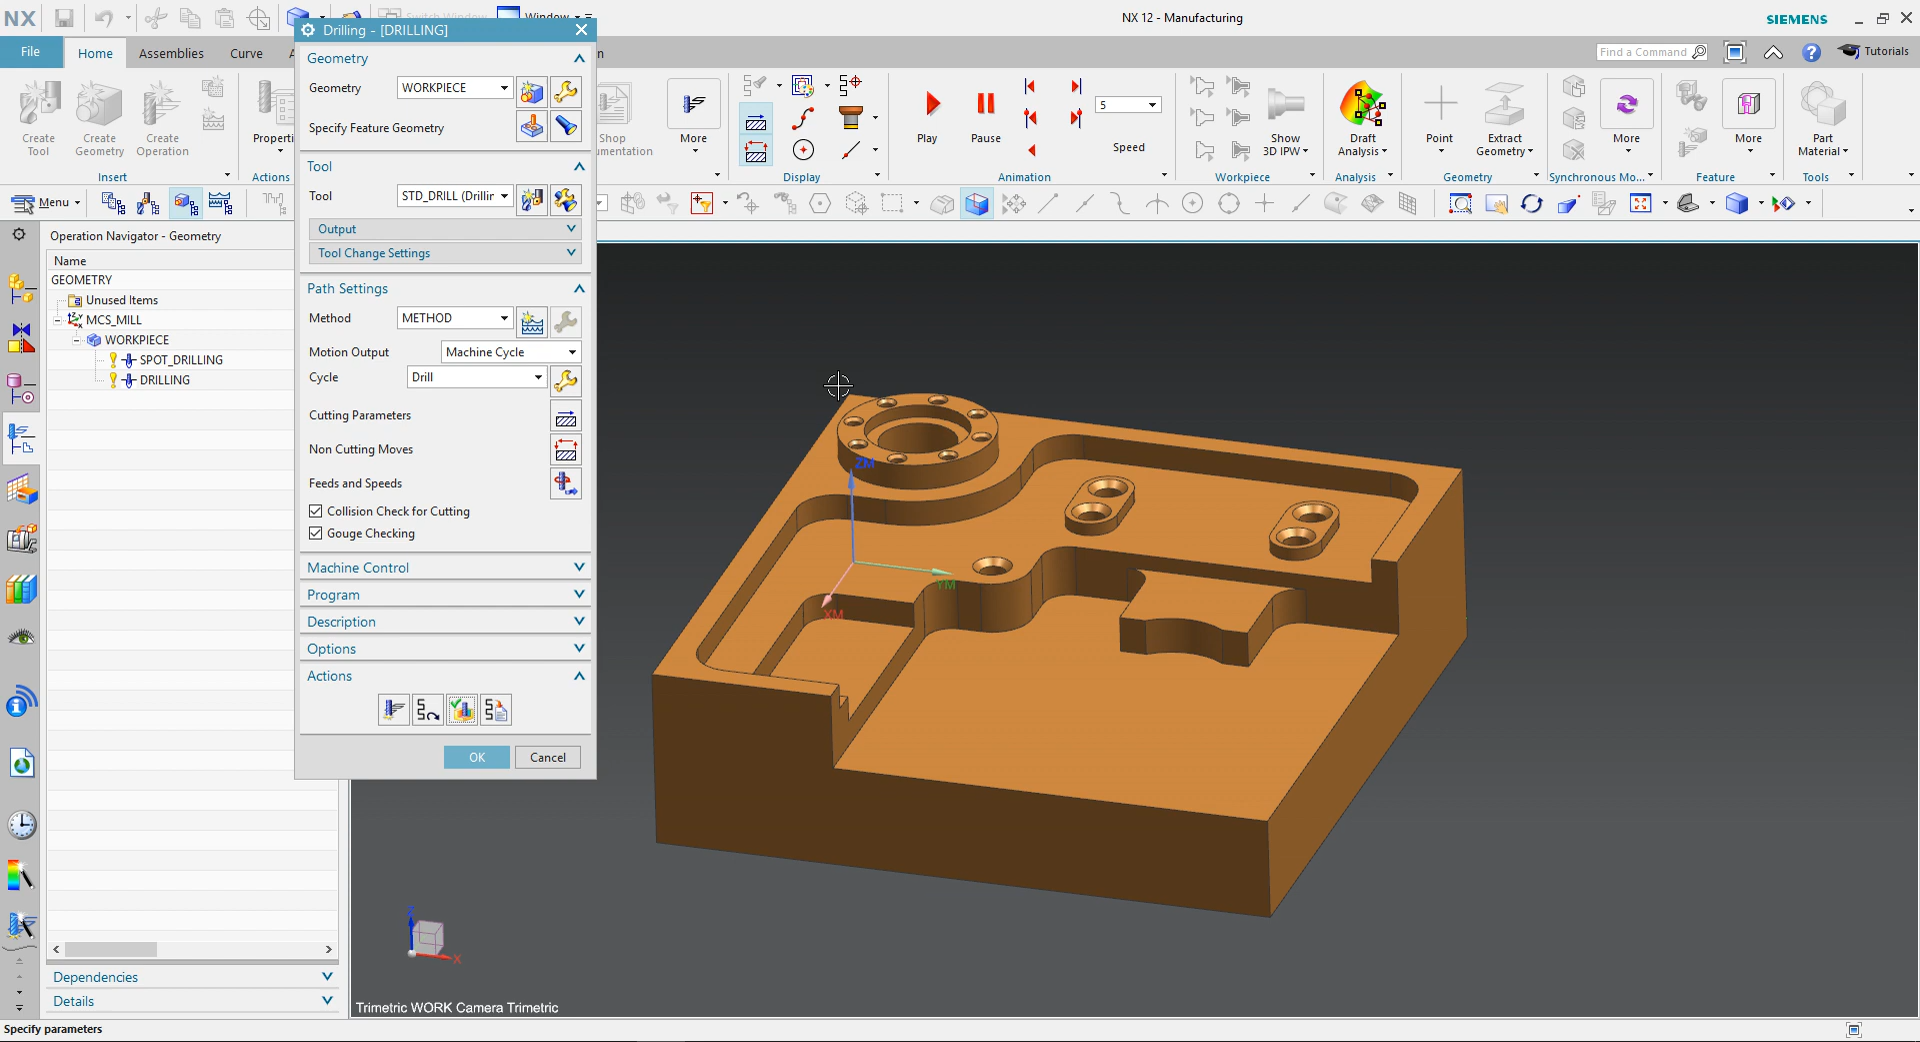 NX
Switch Window
Window
NX 12 - Manufacturing
SIEMENS
Drilling - [DRILLING]
File
Home
Assemblies
Curve
Find a Command
Tutorials
Create
Tool
Create
Geometry
Create
Operation
Insert
Properti
Actions
Shop
umentation
More
Display
Play
Pause
5
Speed
Animation
Show
3D IPW
Workpiece
Draft
Analysis
Analysis
Point
Extract
Geometry
Geometry
More
Synchronous Mo...
More
Feature
Part
Material
Tools
Menu
Operation Navigator - Geometry
Name
GEOMETRY
Unused Items
MCS_MILL
WORKPIECE
SPOT_DRILLING
DRILLING
Dependencies
Details
Geometry
Geometry
WORKPIECE
Specify Feature Geometry
Tool
Tool
STD_DRILL (Drillir
Output
Tool Change Settings
Path Settings
Method
METHOD
Motion Output
Machine Cycle
Cycle
Drill
Cutting Parameters
Non Cutting Moves
Feeds and Speeds
Collision Check for Cutting
Gouge Checking
Machine Control
Program
Description
Options
Actions
OK
Cancel
ZM
YM
XM
Z
X
Trimetric WORK Camera Trimetric
Specify parameters